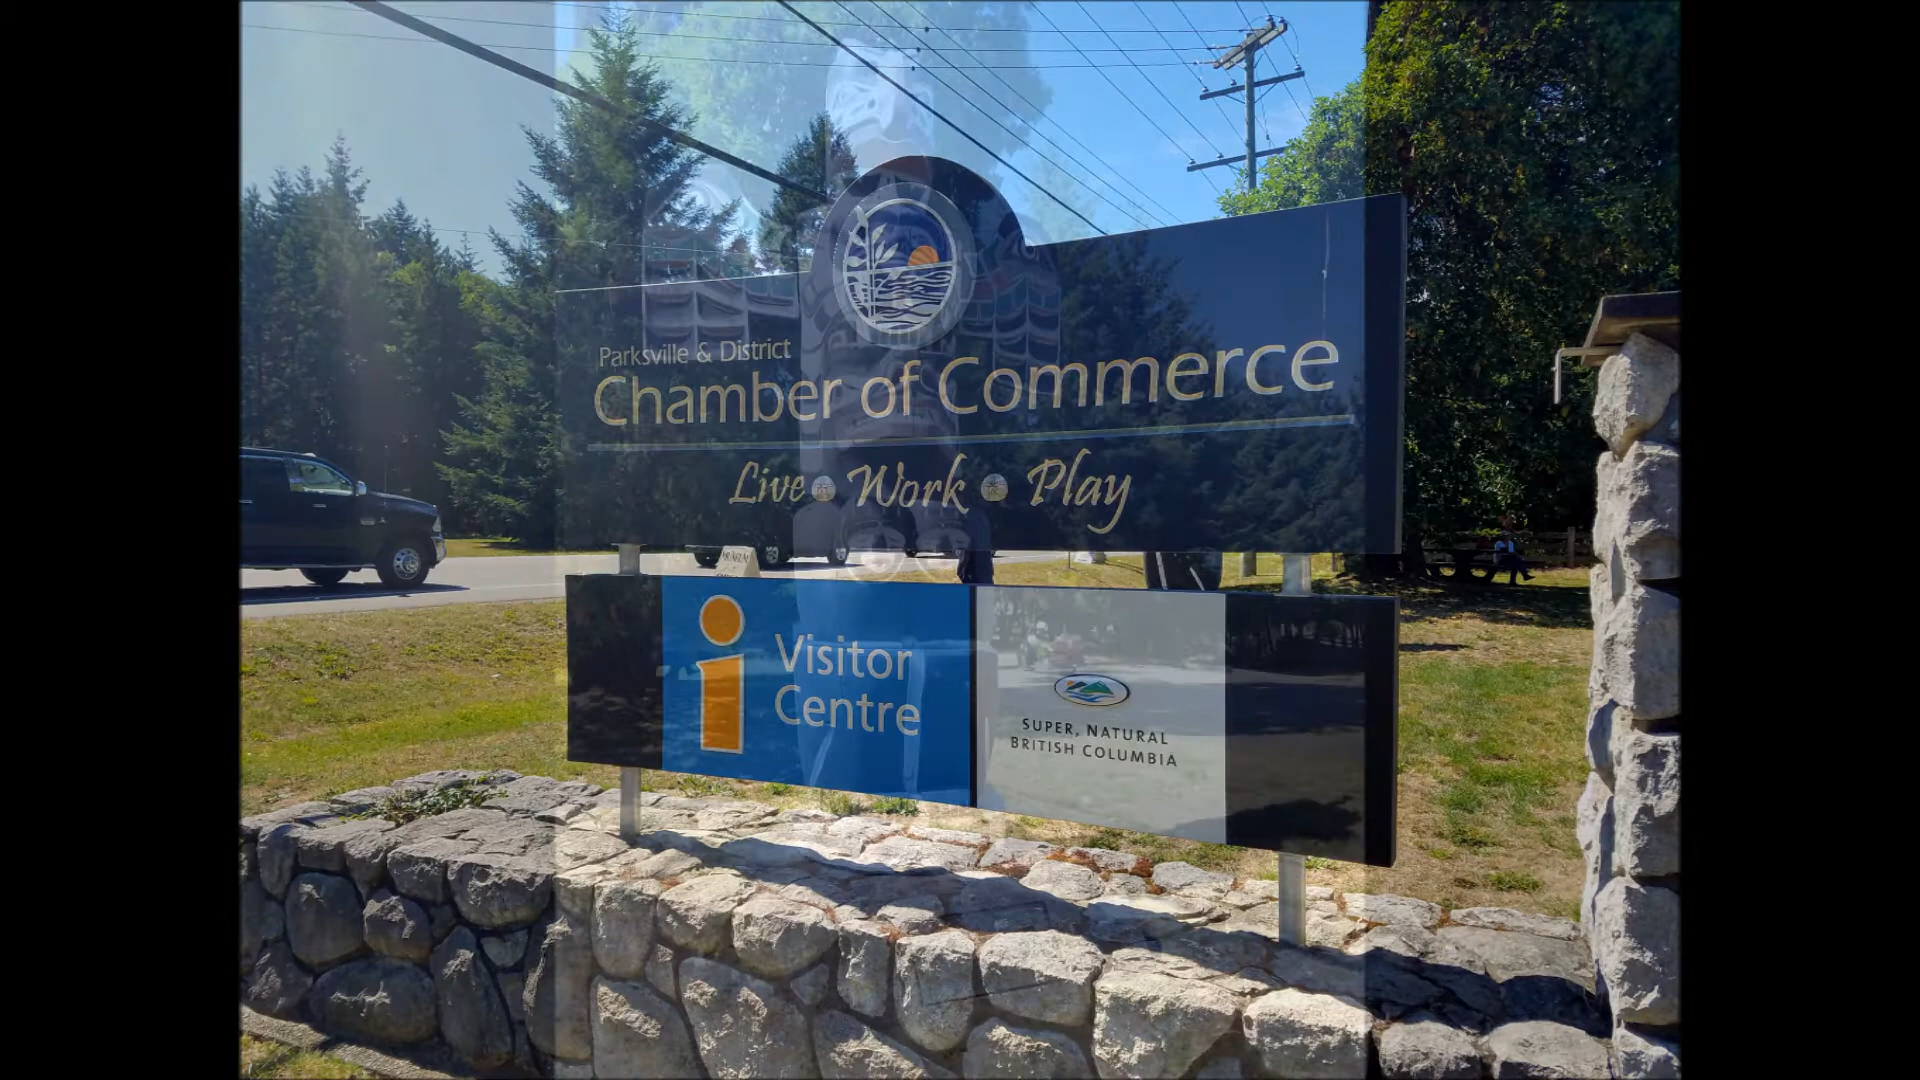 Parksville & District
Chamber of Commerce
Live • Work • Play
Visitor
Centre
SUPER, NATURAL
BRITISH COLUMBIA